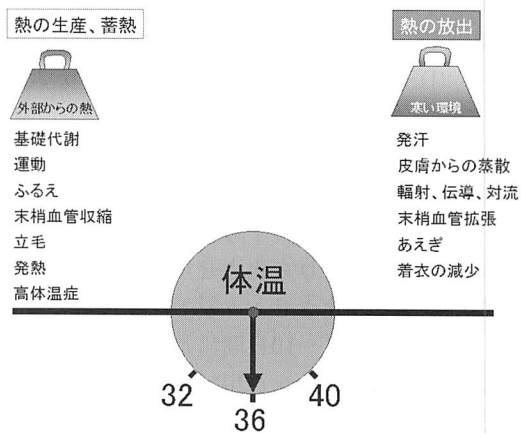 熱の生産、蓄熱
外部からの熱
基礎代謝
運動
ふるえ
末梢血管収縮
立毛
発熱
高体温症
熱の放出
寒い環境
発汗
皮膚からの蒸散
輻射、伝導、対流
末梢血管拡張
あえぎ
着衣の減少
体温
32
36
40